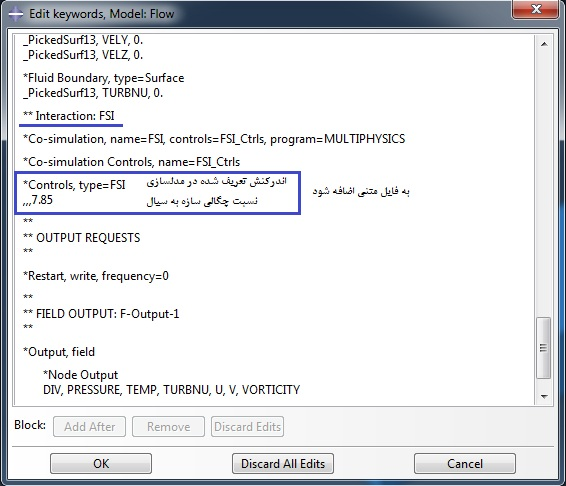 Edit keywords, Model: Flow
_PickedSurf13, VELY, 0.
_PickedSurf13, VELZ, 0.
*Fluid Boundary, type=Surface
_PickedSurf13, TURBNU, 0.
** Interaction: FSI
*Co-simulation, name=FSI, controls=FSI_Ctrls, program=MULTIPHYSICS
*Co-simulation Controls, name=FSI_Ctrls
*Controls, type=FSI اندرکنش تعریف شده در مدلسازی
,,,7.85 نسبت چگالی سازه به سیال
به فایل متنی اضافه شود
**
** OUTPUT REQUESTS
**
*Restart, write, frequency=0
**
** FIELD OUTPUT: F-Output-1
**
*Output, field
*Node Output
DIV, PRESSURE, TEMP, TURBNU, U, V, VORTICITY
Block: Add After Remove Discard Edits
OK Discard All Edits Cancel